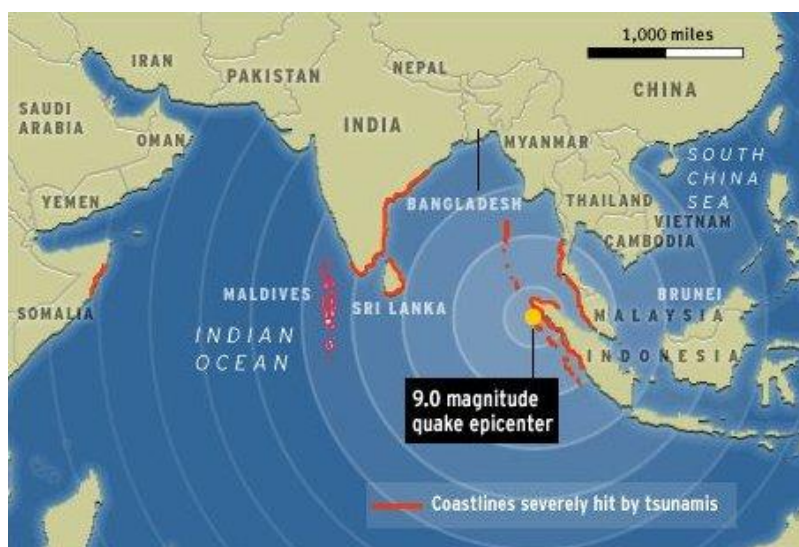 1,000 miles
IRAN
PAKISTAN
NEPAL
CHINA
SAUDI
ARABIA
OMAN
INDIA
MYANMAR
SOUTH
CHINA
SEA
YEMEN
BANGLADESH
THAILAND
VIETNAM
CAMBODIA
SOMALIA
MALDIVES
SRI LANKA
BRUNEI
MALAYSIA
INDIAN
OCEAN
INDONESIA
9.0 magnitude
quake epicenter
Coastlines severely hit by tsunamis